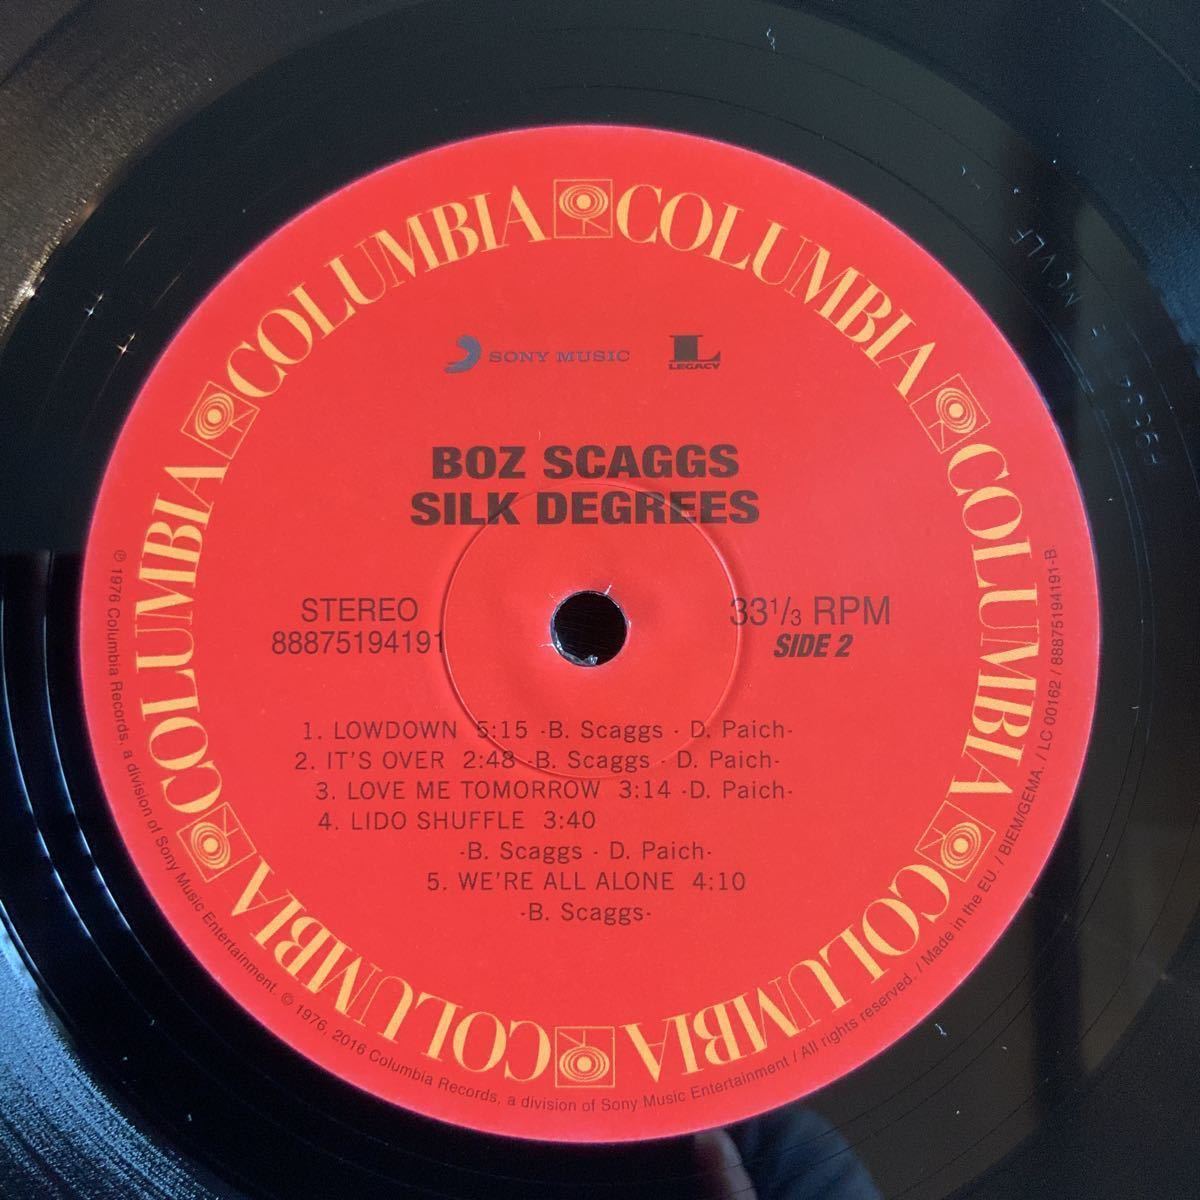 COLUMBIA COLUMBIA COLUMBIA COLUMBIA COLUMBIA COLUMBIA
SONY MUSIC
L
LEGACY
BOZ SCAGGS
SILK DEGREES
STEREO
88875194191
33 1/3 RPM
SIDE 2
1. LOWDOWN 5:15 -B. Scaggs - D. Paich-
2. IT'S OVER 2:48 -B. Scaggs - D. Paich-
3. LOVE ME TOMORROW 3:14 -D. Paich-
4. LIDO SHUFFLE 3:40
-B. Scaggs - D. Paich-
5. WE'RE ALL ALONE 4:10
-B. Scaggs-
℗ 1976 Columbia Records, a division of Sony Music Entertainment. © 1976, 2016 Columbia Records, a division of Sony Music Entertainment / All rights reserved. / Made in the EU. / BIEM/GEMA. / LC 00162 / 88875194191-B